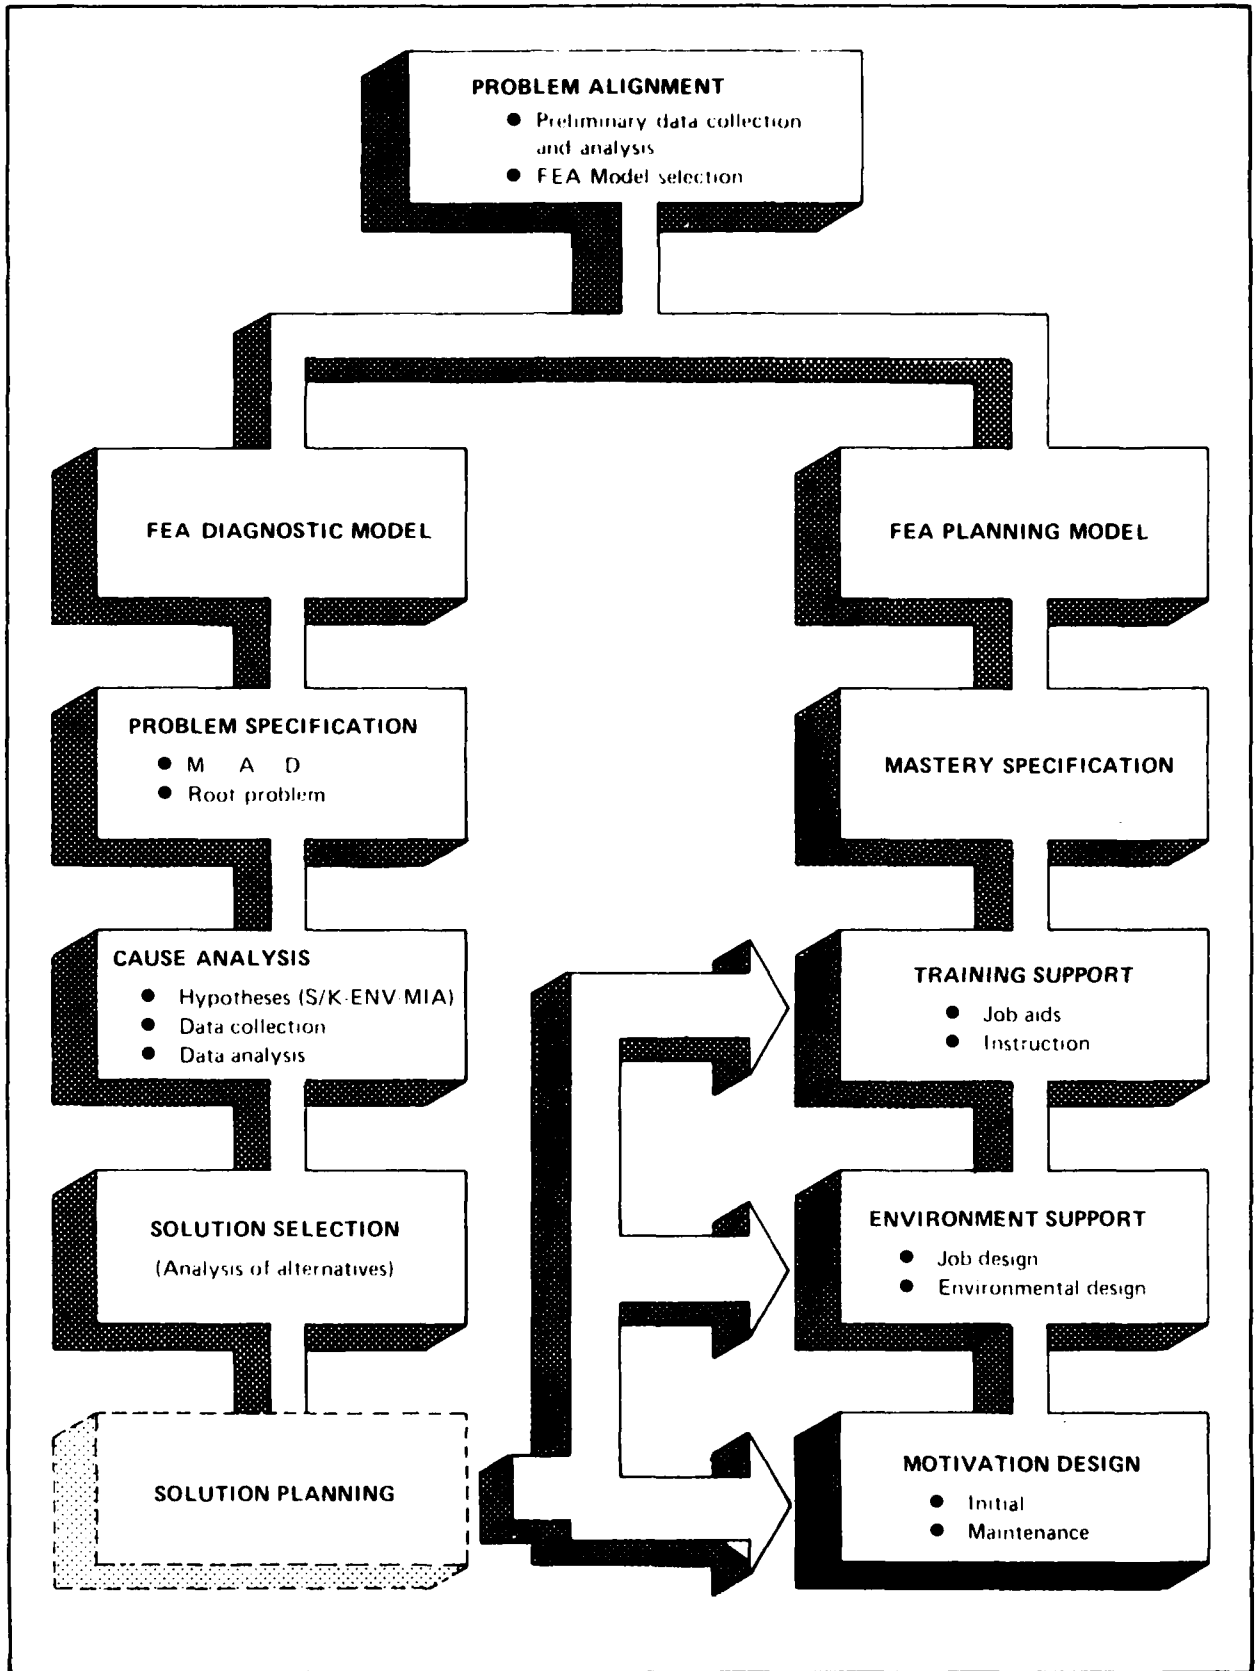 PROBLEM ALIGNMENT
● Preliminary data collection
and analysis
● FEA Model selection
FEA DIAGNOSTIC MODEL
PROBLEM SPECIFICATION
● M A D
● Root problem
CAUSE ANALYSIS
● Hypotheses (S/K-ENV-MIA)
● Data collection
● Data analysis
SOLUTION SELECTION
(Analysis of alternatives)
SOLUTION PLANNING
FEA PLANNING MODEL
MASTERY SPECIFICATION
TRAINING SUPPORT
● Job aids
● Instruction
ENVIRONMENT SUPPORT
● Job design
● Environmental design
MOTIVATION DESIGN
● Initial
● Maintenance